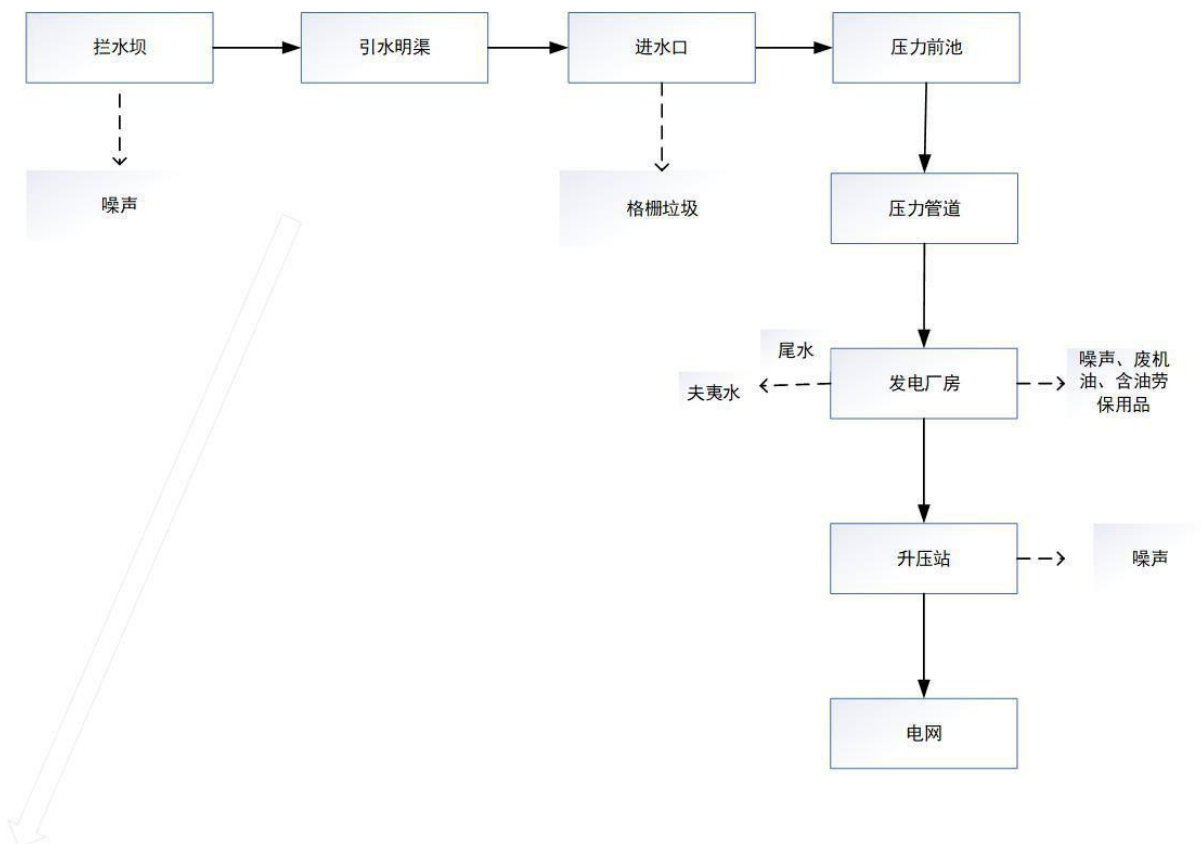 拦水坝
引水明渠
进水口
压力前池
噪声
格栅垃圾
压力管道
尾水
夫夷水
发电厂房
噪声、废机
油、含油劳
保用品
升压站
噪声
电网